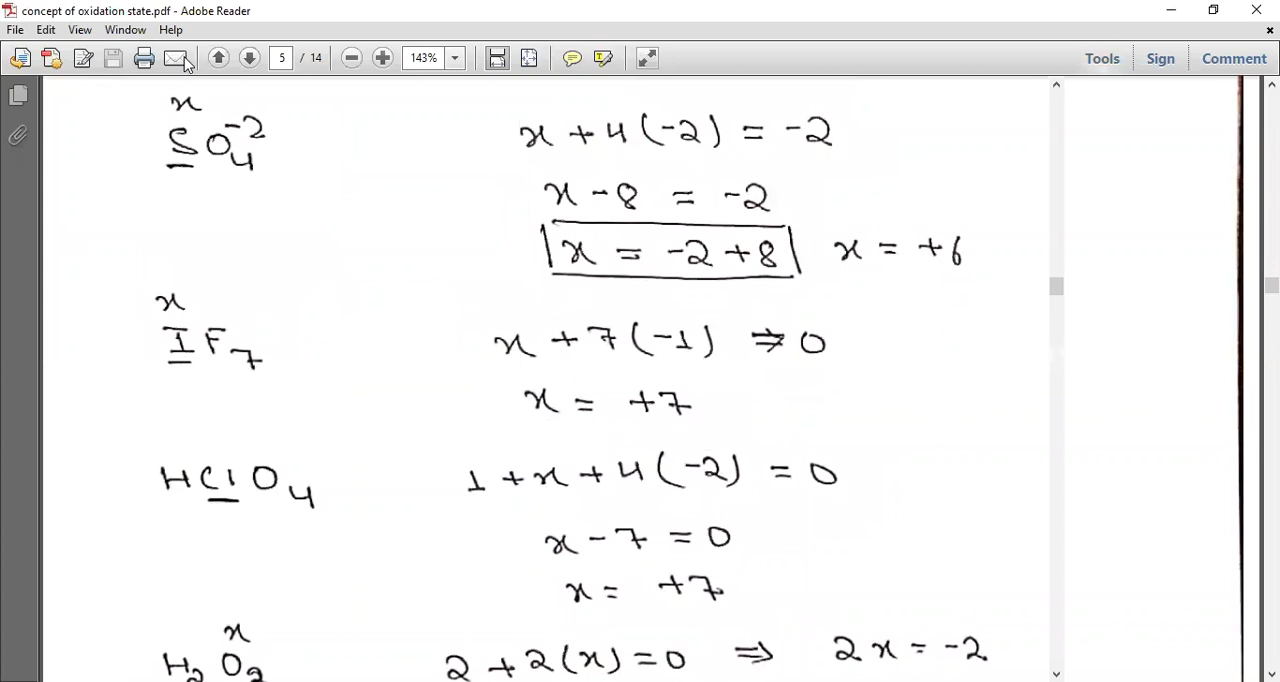 concept of oxidation state.pdf - Adobe Reader
File Edit View Window Help
5 / 14 143% Tools Sign Comment
x
SO₄⁻² x + 4(-2) = -2
x - 8 = -2
x = -2 + 8 x = +6
x
IF₇ x + 7(-1) ⇒ 0
x = +7
HClO₄ 1 + x + 4(-2) = 0
x - 7 = 0
x = +7
x
H₂O₂ 2 + 2(x) = 0 ⇒ 2x = -2